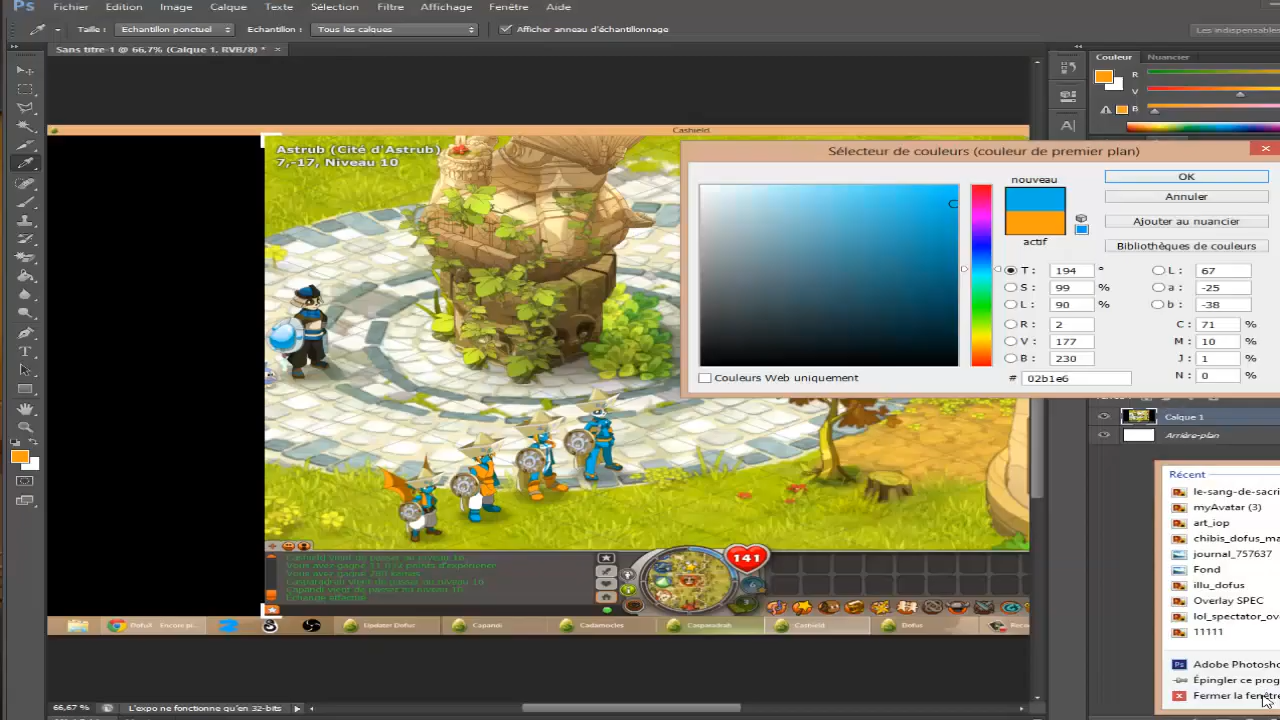 Ps Fichier Edition Image Calque Texte Sélection Filtre Affichage Fenêtre Aide
Taille : Echantillon ponctuel Echantillon : Tous les calques Afficher anneau d'échantillonnage Les indispensables
Sans titre-1 @ 66,7% (Calque 1, RVB/8) * ×
Couleur Nuancier
R
V
B
Cashield
Astrub (Cité d'Astrub)
7,-17, Niveau 10
Sélecteur de couleurs (couleur de premier plan)
nouveau
actif
OK
Annuler
Ajouter au nuancier
Bibliothèques de couleurs
T : 194 ° L : 67
S : 99 % a : -25
L : 90 % b : -38
R : 2 C : 71 %
V : 177 M : 10 %
B : 230 J : 1 %
# 02b1e6 N : 0 %
Couleurs Web uniquement
Calque 1
Arrière-plan
Récent
le-sang-de-sacri
myAvatar (3)
art_iop
chibis_dofus_ma
journal_757637
Fond
illu_dofus
Overlay SPEC
lol_spectator_ov
11111
Adobe Photosho
Épingler ce prog
Fermer la fenêtre
141
Echange effectué
Update Dofus Capandi Cadamocles Cashield Dofus
66,67 % L'expo ne fonctionne qu'en 32-bits